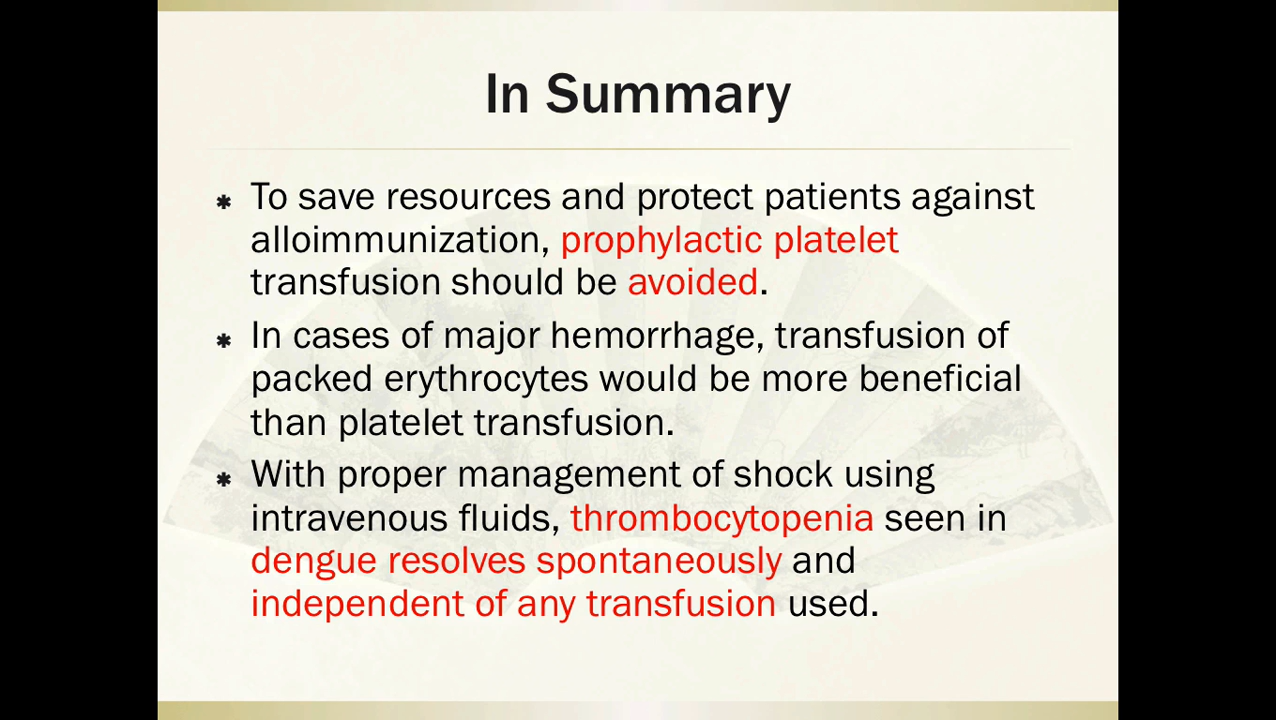 In Summary
To save resources and protect patients against
alloimmunization, prophylactic platelet
transfusion should be avoided.
In cases of major hemorrhage, transfusion of
packed erythrocytes would be more beneficial
than platelet transfusion.
With proper management of shock using
intravenous fluids, thrombocytopenia seen in
dengue resolves spontaneously and
independent of any transfusion used.